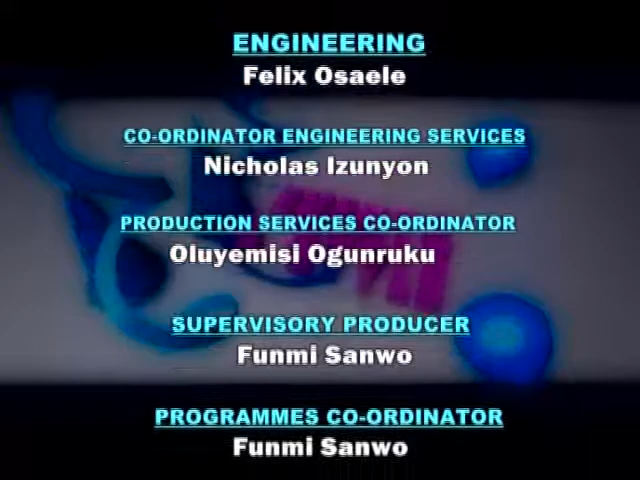 ENGINEERING
Felix Osaele
CO-ORDINATOR ENGINEERING SERVICES
Nicholas Izunyon
PRODUCTION SERVICES CO-ORDINATOR
Oluyemisi Ogunruku
SUPERVISORY PRODUCER
Funmi Sanwo
PROGRAMMES CO-ORDINATOR
Funmi Sanwo